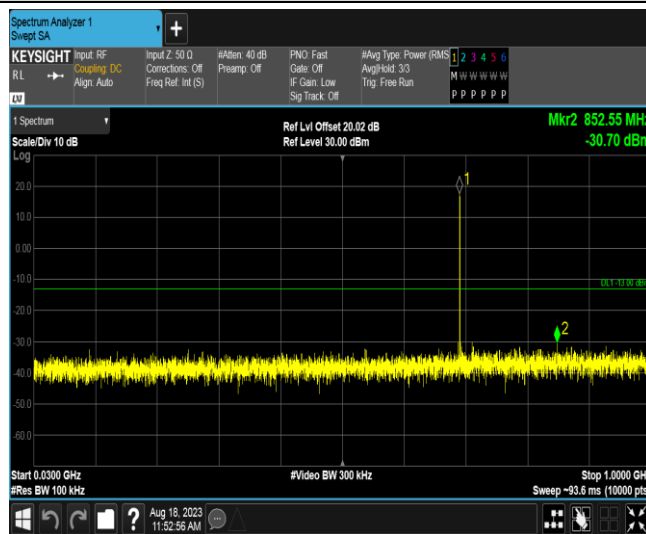 Spectrum Analyzer 1
Swept SA
KEYSIGHT
RL
LXI
Input: RF
Coupling: DC
Align: Auto
Input Z: 50 Ω
Corrections: Off
Freq Ref: Int (S)
#Atten: 40 dB
Preamp: Off
PNO: Fast
Gate: Off
IF Gain: Low
Sig Track: Off
#Avg Type: Power (RMS
Avg|Hold: 3/3
Trig: Free Run
1 2 3 4 5 6
M W W W W W
P P P P P P
1 Spectrum
Scale/Div 10 dB
Ref Lvl Offset 20.02 dB
Ref Level 30.00 dBm
Mkr2 852.55 MHz
-30.70 dBm
Log
20.0
10.0
0.00
-10.0
-20.0
-30.0
-40.0
-50.0
-60.0
1
DL1 -13.00 dBm
2
Start 0.0300 GHz
#Res BW 100 kHz
#Video BW 300 kHz
Stop 1.0000 GHz
Sweep ~93.6 ms (10000 pts
?
Aug 18, 2023
11:52:56 AM